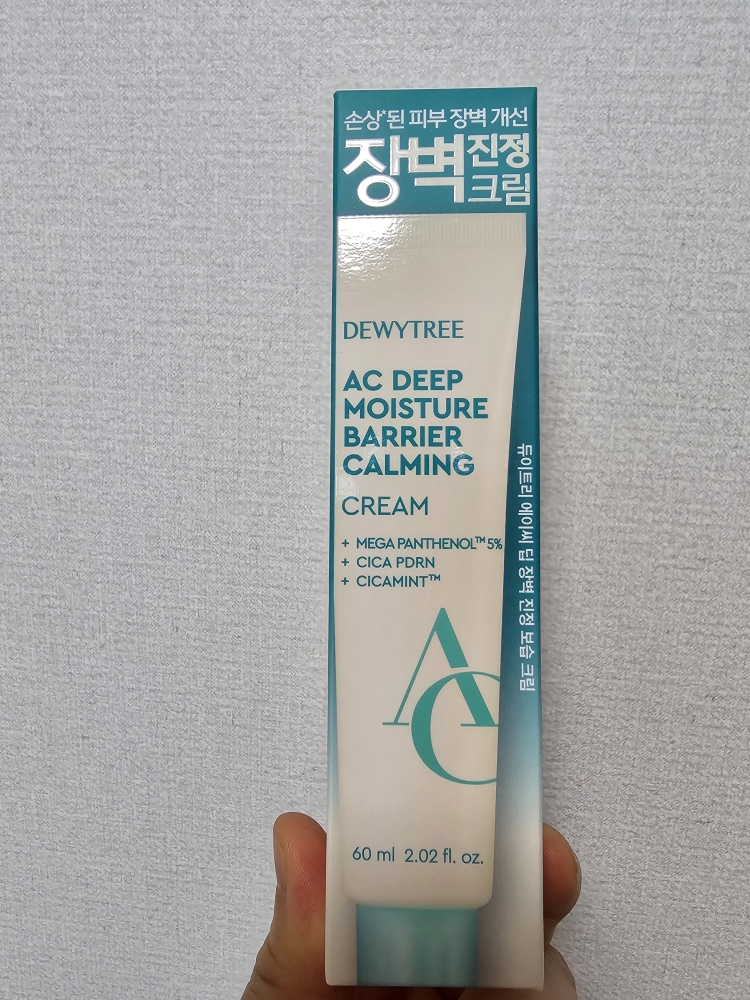 손상*된 피부 장벽 개선
장벽 진정
크림
DEWYTREE
AC DEEP
MOISTURE
BARRIER
CALMING
CREAM
+ MEGA PANTHENOL™ 5%
+ CICA PDRN
+ CICAMINT™
AC
60 ml 2.02 fl. oz.
듀이트리 에이씨 딥 장벽 진정 보습 크림